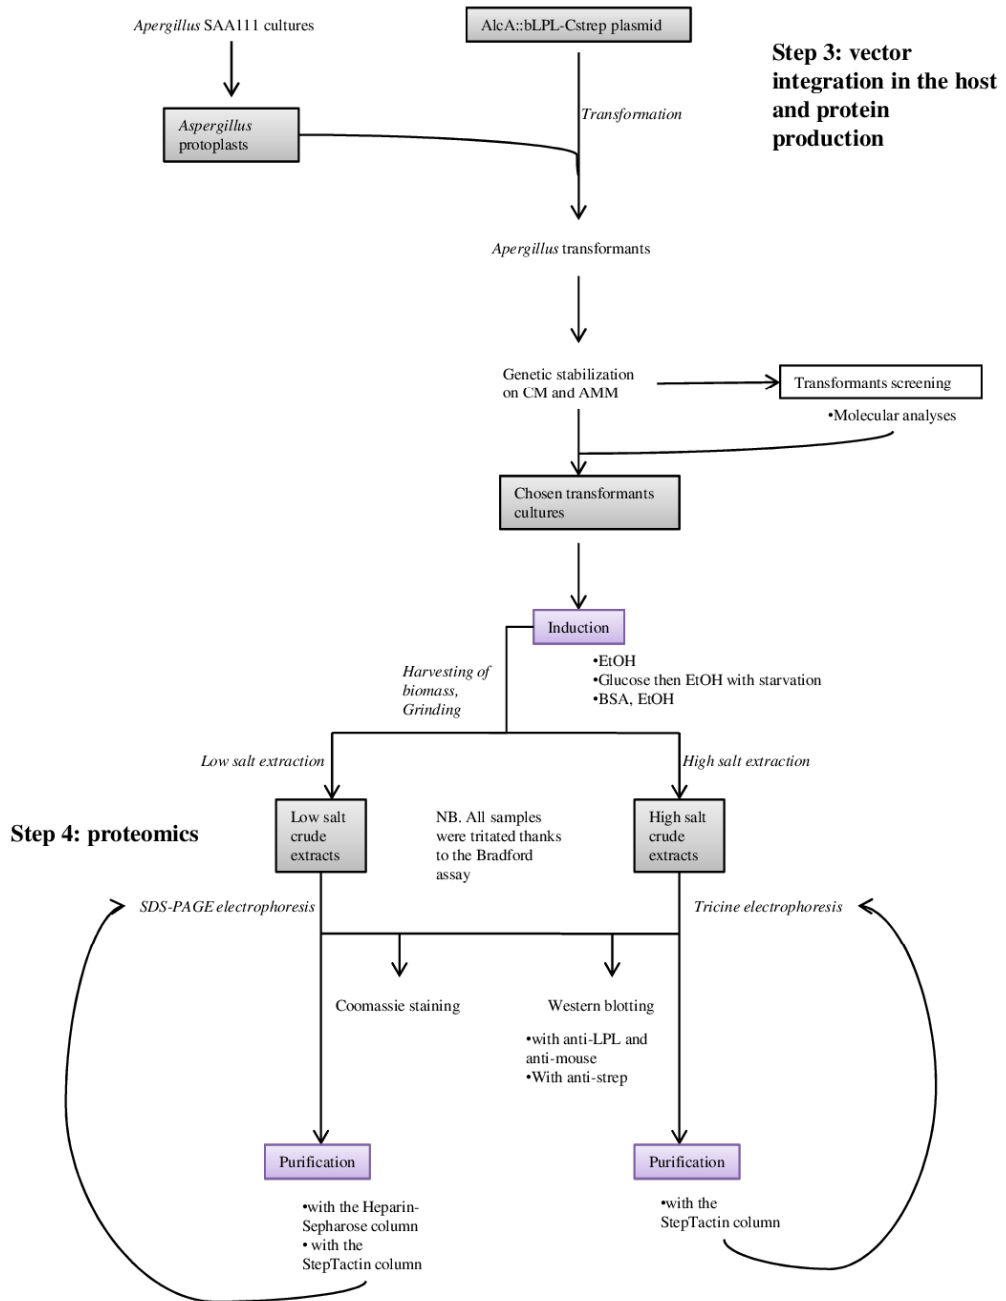 Apergillus SAA111 cultures
AlcA::bLPL-Cstrep plasmid
Step 3: vector
integration in the host
and protein
production
Aspergillus
protoplasts
Transformation
Apergillus transformants
Genetic stabilization
on CM and AMM
Transformants screening
•Molecular analyses
Chosen transformants
cultures
Induction
•EtOH
•Glucose then EtOH with starvation
•BSA, EtOH
Harvesting of
biomass,
Grinding
Low salt extraction
High salt extraction
Step 4: proteomics
Low salt
crude
extracts
NB. All samples
were tritated thanks
to the Bradford
assay
High salt
crude
extracts
SDS-PAGE electrophoresis
Tricine electrophoresis
Coomassie staining
Western blotting
•with anti-LPL and
anti-mouse
•With anti-strep
Purification
•with the Heparin-
Sepharose column
• with the
StepTactin column
Purification
•with the
StepTactin column